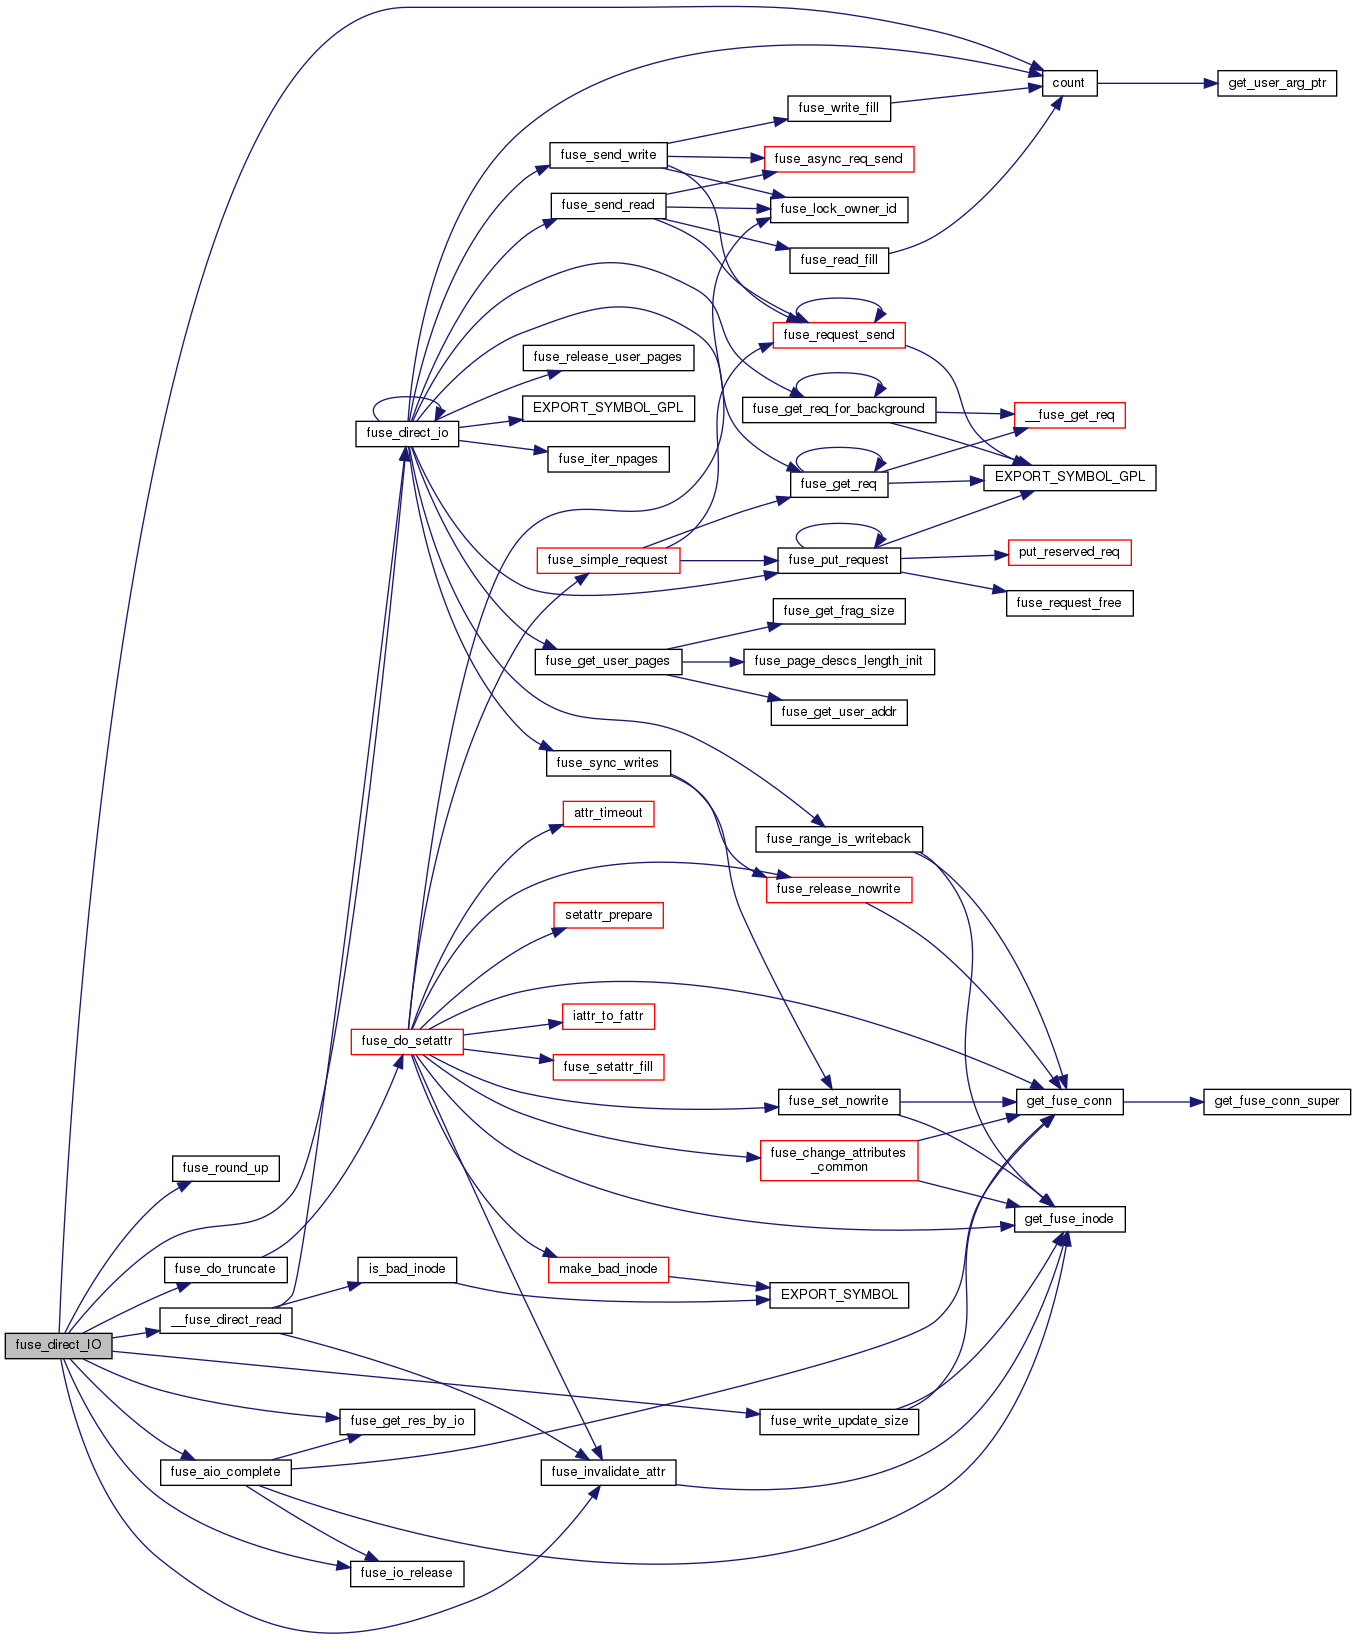 count
get_user_arg_ptr
fuse_write_fill
fuse_send_write
fuse_async_req_send
fuse_send_read
fuse_lock_owner_id
fuse_read_fill
fuse_request_send
fuse_release_user_pages
EXPORT_SYMBOL_GPL
fuse_get_req_for_background
__fuse_get_req
fuse_direct_io
fuse_iter_npages
fuse_get_req
EXPORT_SYMBOL_GPL
fuse_simple_request
fuse_put_request
put_reserved_req
fuse_request_free
fuse_get_frag_size
fuse_get_user_pages
fuse_page_descs_length_init
fuse_get_user_addr
fuse_sync_writes
attr_timeout
fuse_range_is_writeback
fuse_release_nowrite
setattr_prepare
iattr_to_fattr
fuse_do_setattr
fuse_setattr_fill
fuse_set_nowrite
get_fuse_conn
get_fuse_conn_super
fuse_change_attributes
_common
fuse_round_up
get_fuse_inode
fuse_do_truncate
is_bad_inode
make_bad_inode
EXPORT_SYMBOL
__fuse_direct_read
fuse_direct_IO
fuse_get_res_by_io
fuse_write_update_size
fuse_aio_complete
fuse_invalidate_attr
fuse_io_release